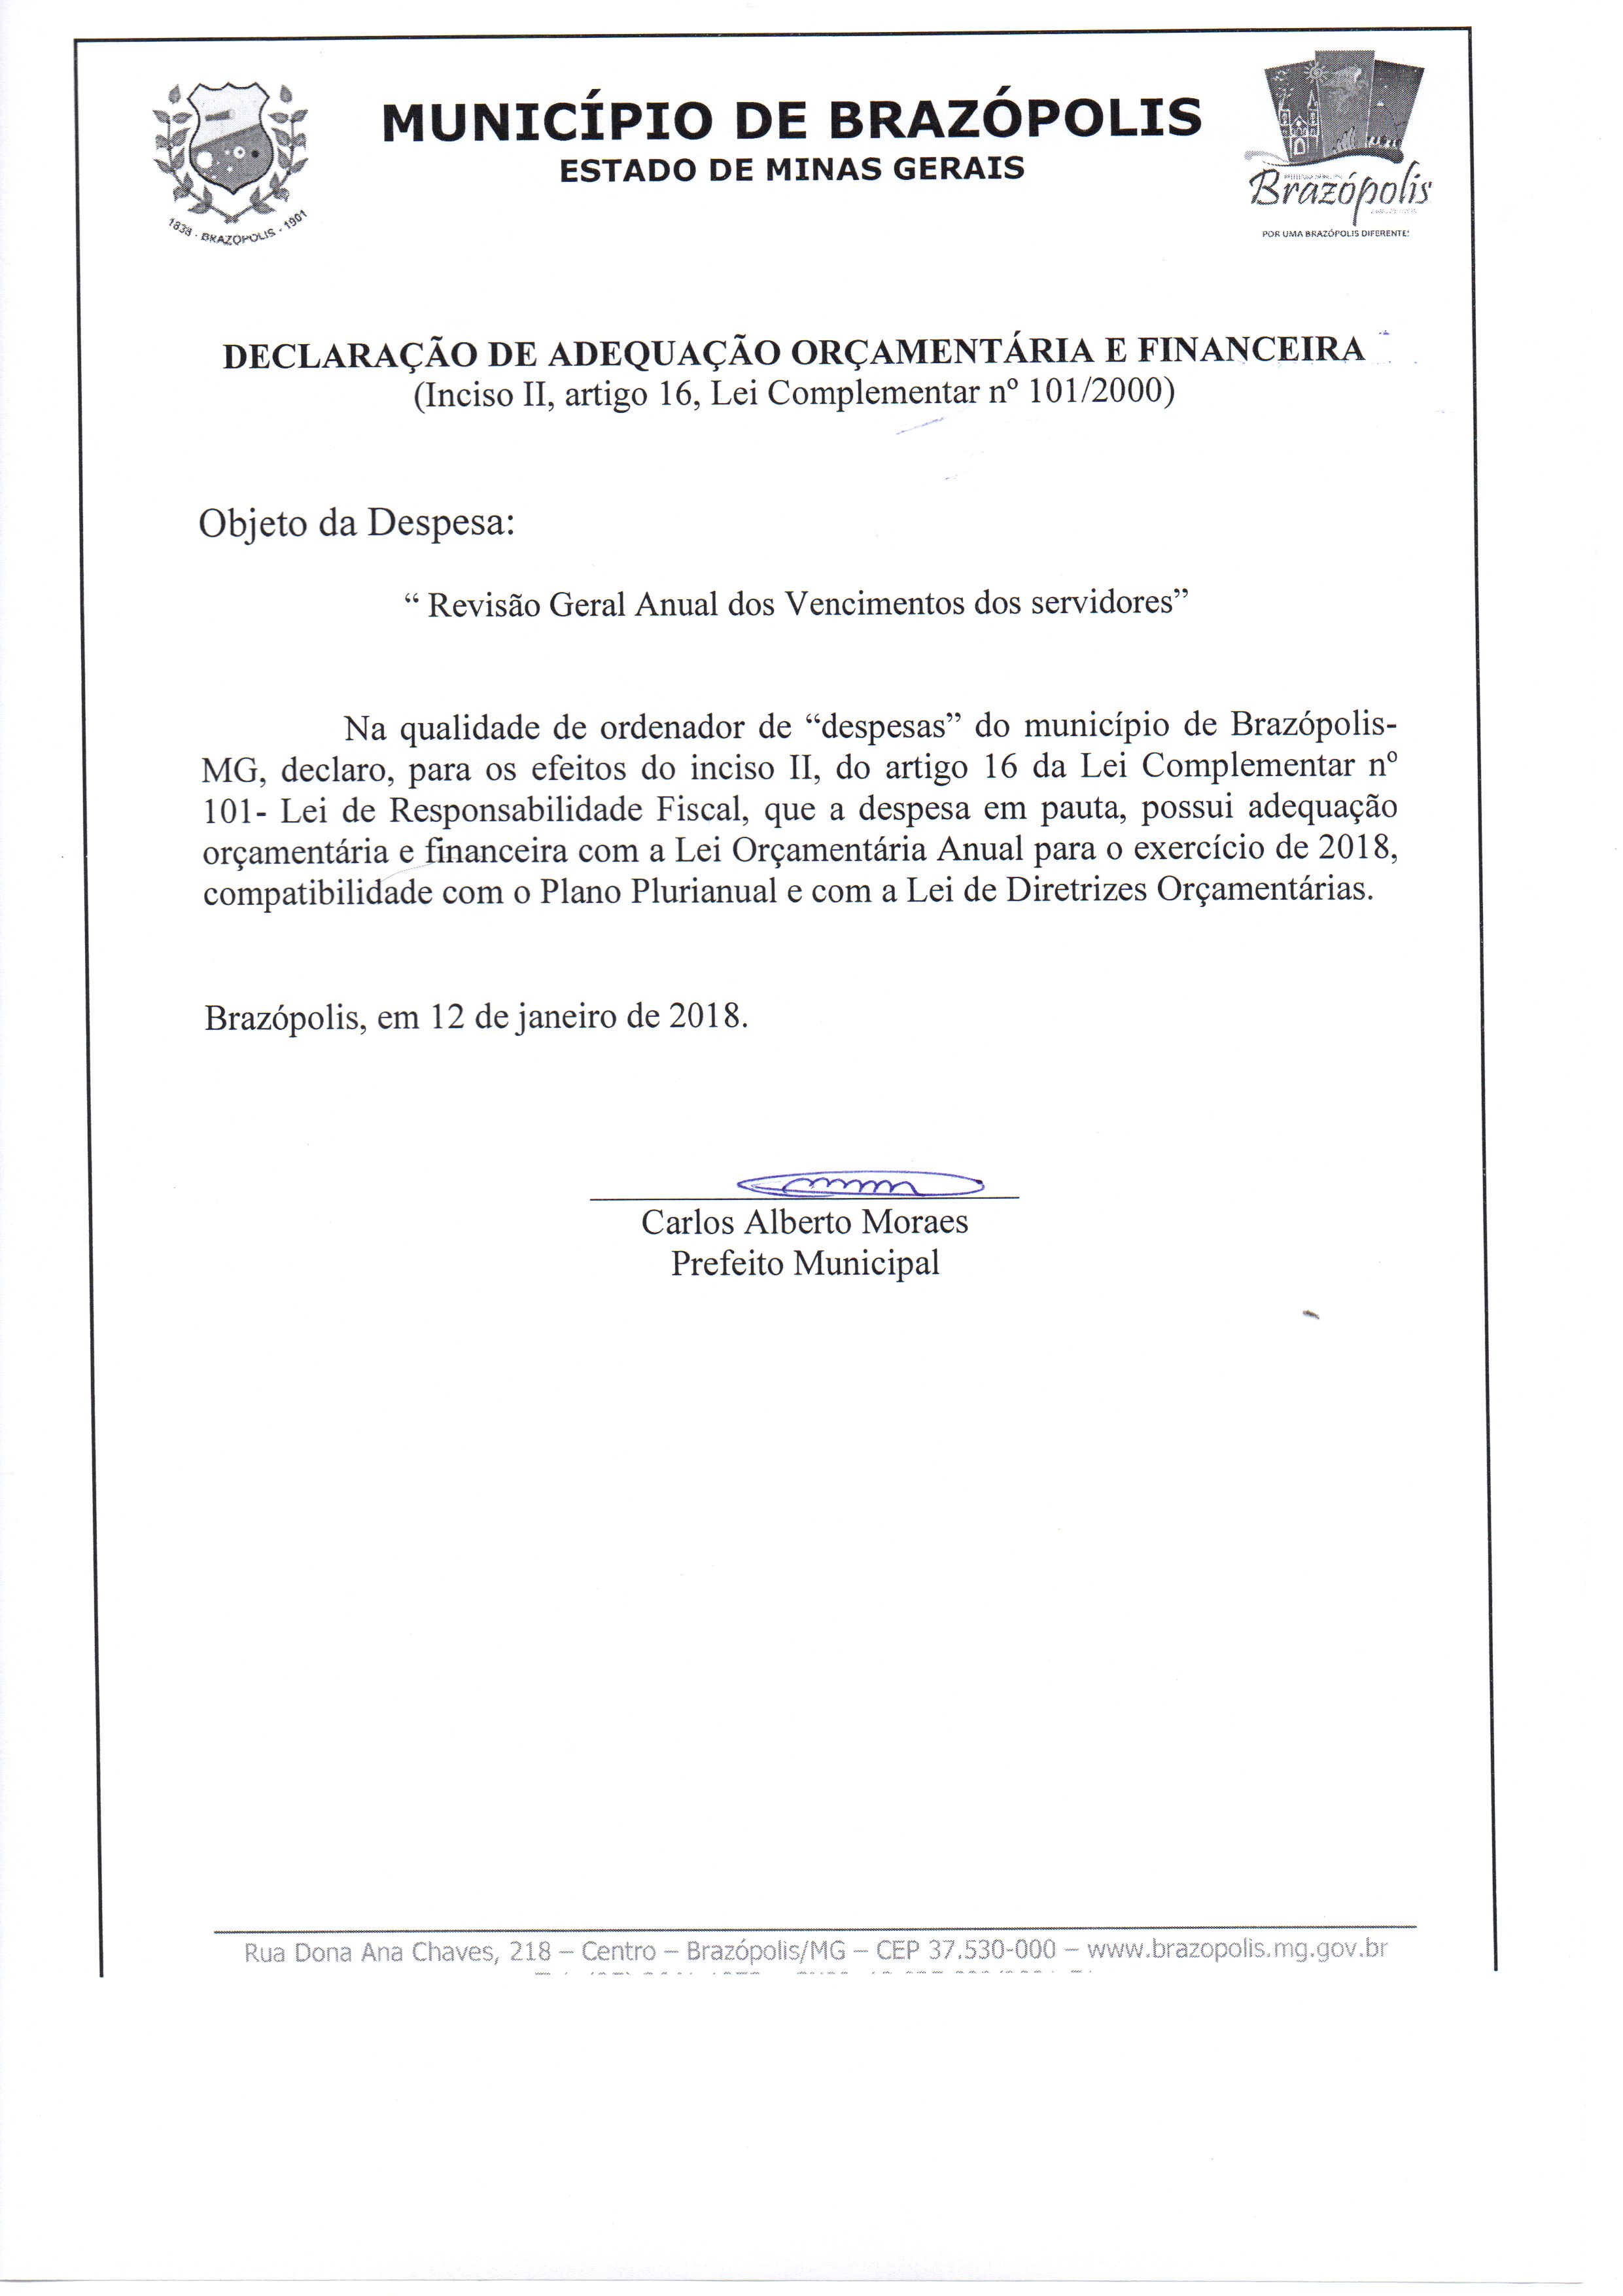 MUNICÍPIO DE BRAZÓPOLIS
ESTADO DE MINAS GERAIS
1838 - BRAZÓPOLIS - 1901
Brazópolis
POR UMA BRAZÓPOLIS DIFERENTE!
DECLARAÇÃO DE ADEQUAÇÃO ORÇAMENTÁRIA E FINANCEIRA
(Inciso II, artigo 16, Lei Complementar nº 101/2000)
Objeto da Despesa:
“ Revisão Geral Anual dos Vencimentos dos servidores”
Na qualidade de ordenador de “despesas” do município de Brazópolis-
MG, declaro, para os efeitos do inciso II, do artigo 16 da Lei Complementar nº
101- Lei de Responsabilidade Fiscal, que a despesa em pauta, possui adequação
orçamentária e financeira com a Lei Orçamentária Anual para o exercício de 2018,
compatibilidade com o Plano Plurianual e com a Lei de Diretrizes Orçamentárias.
Brazópolis, em 12 de janeiro de 2018.
Carlos Alberto Moraes
Prefeito Municipal
Rua Dona Ana Chaves, 218 – Centro – Brazópolis/MG – CEP 37.530-000 – www.brazopolis.mg.gov.br